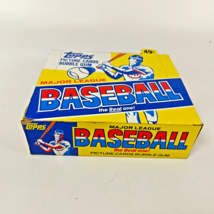 TOPPS
PICTURE CARDS
BUBBLE GUM
MAJOR LEAGUE
BASEBALL
the Real one!
TOPPS
MAJOR LEAGUE
BASEBALL
the Real one!
PICTURE CARDS BUBBLE GUM